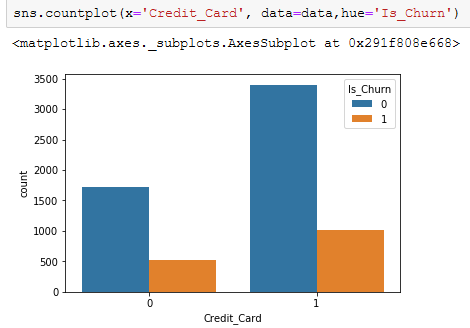 sns.countplot(x='Credit_Card', data=data,hue='Is_Churn')
<matplotlib.axes._subplots.AxesSubplot at 0x291f808e668>
Is_Churn
0
1
3500
3000
2500
2000
1500
1000
500
0
count
0 1
Credit_Card